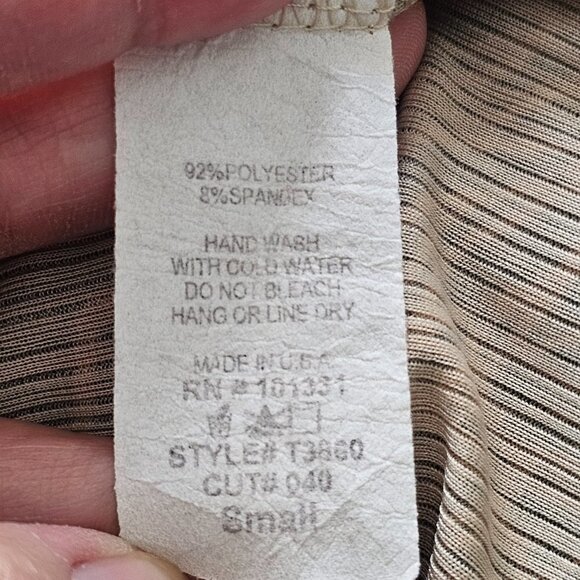 92%POLYESTER
8%SPANDEX
HAND WASH
WITH COLD WATER
DO NOT BLEACH
HANG OR LINE DRY
MADE IN U.S.A
RN # 101331
STYLE# T3860
CUT# 040
Small